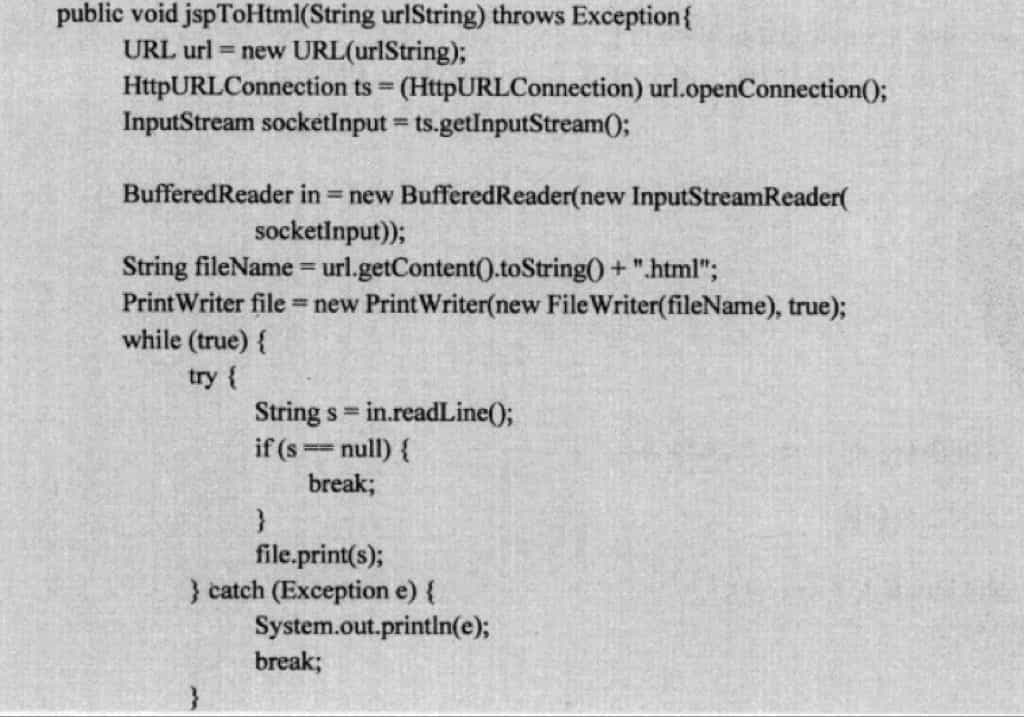 public void jspToHtml(String urlString) throws Exception{
URL url = new URL(urlString);
HttpURLConnection ts = (HttpURLConnection) url.openConnection();
InputStream socketInput = ts.getInputStream();
BufferedReader in = new BufferedReader(new InputStreamReader(
socketInput));
String fileName = url.getContent().toString() + ".html";
PrintWriter file = new PrintWriter(new FileWriter(fileName), true);
while (true) {
try {
String s = in.readLine();
if (s == null) {
break;
}
file.print(s);
} catch (Exception e) {
System.out.println(e);
break;
}